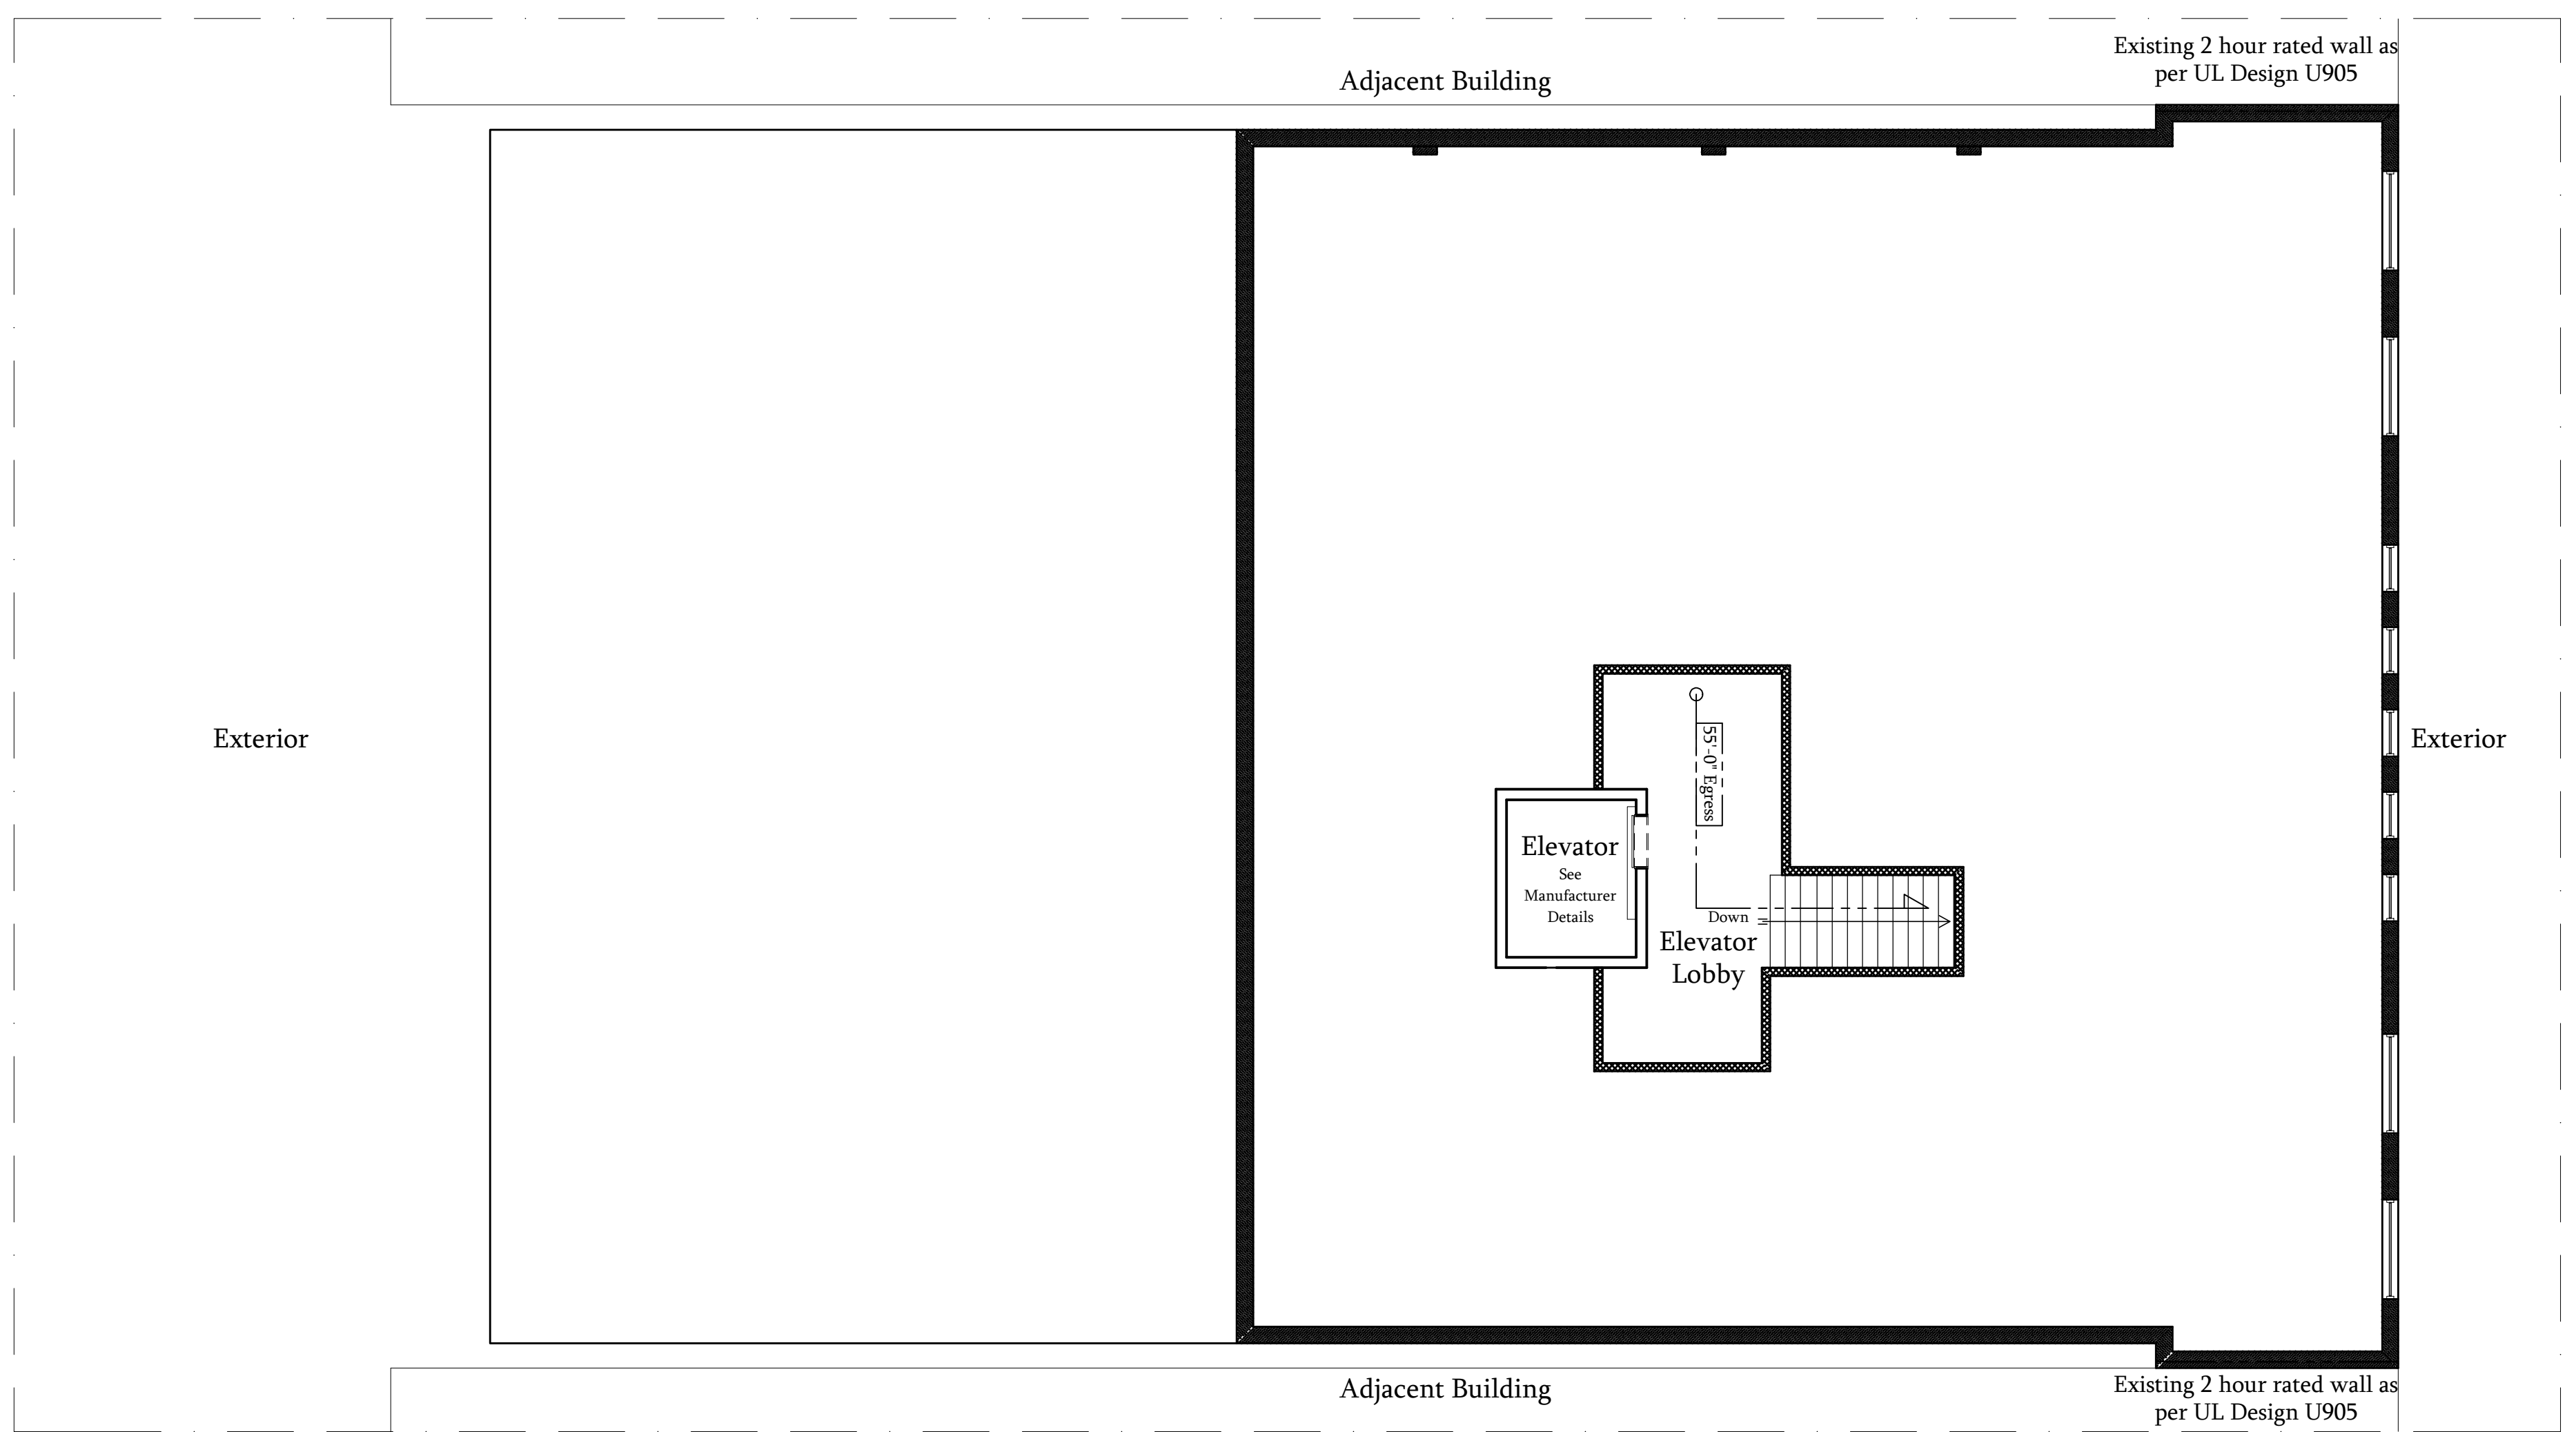 Existing 2 hour rated wall as
per UL Design U905
Adjacent Building
Exterior
55'-0" Egress
Exterior
Elevator
See
Manufacturer
Details
Down
Elevator
Lobby
Adjacent Building
Existing 2 hour rated wall as
per UL Design U905